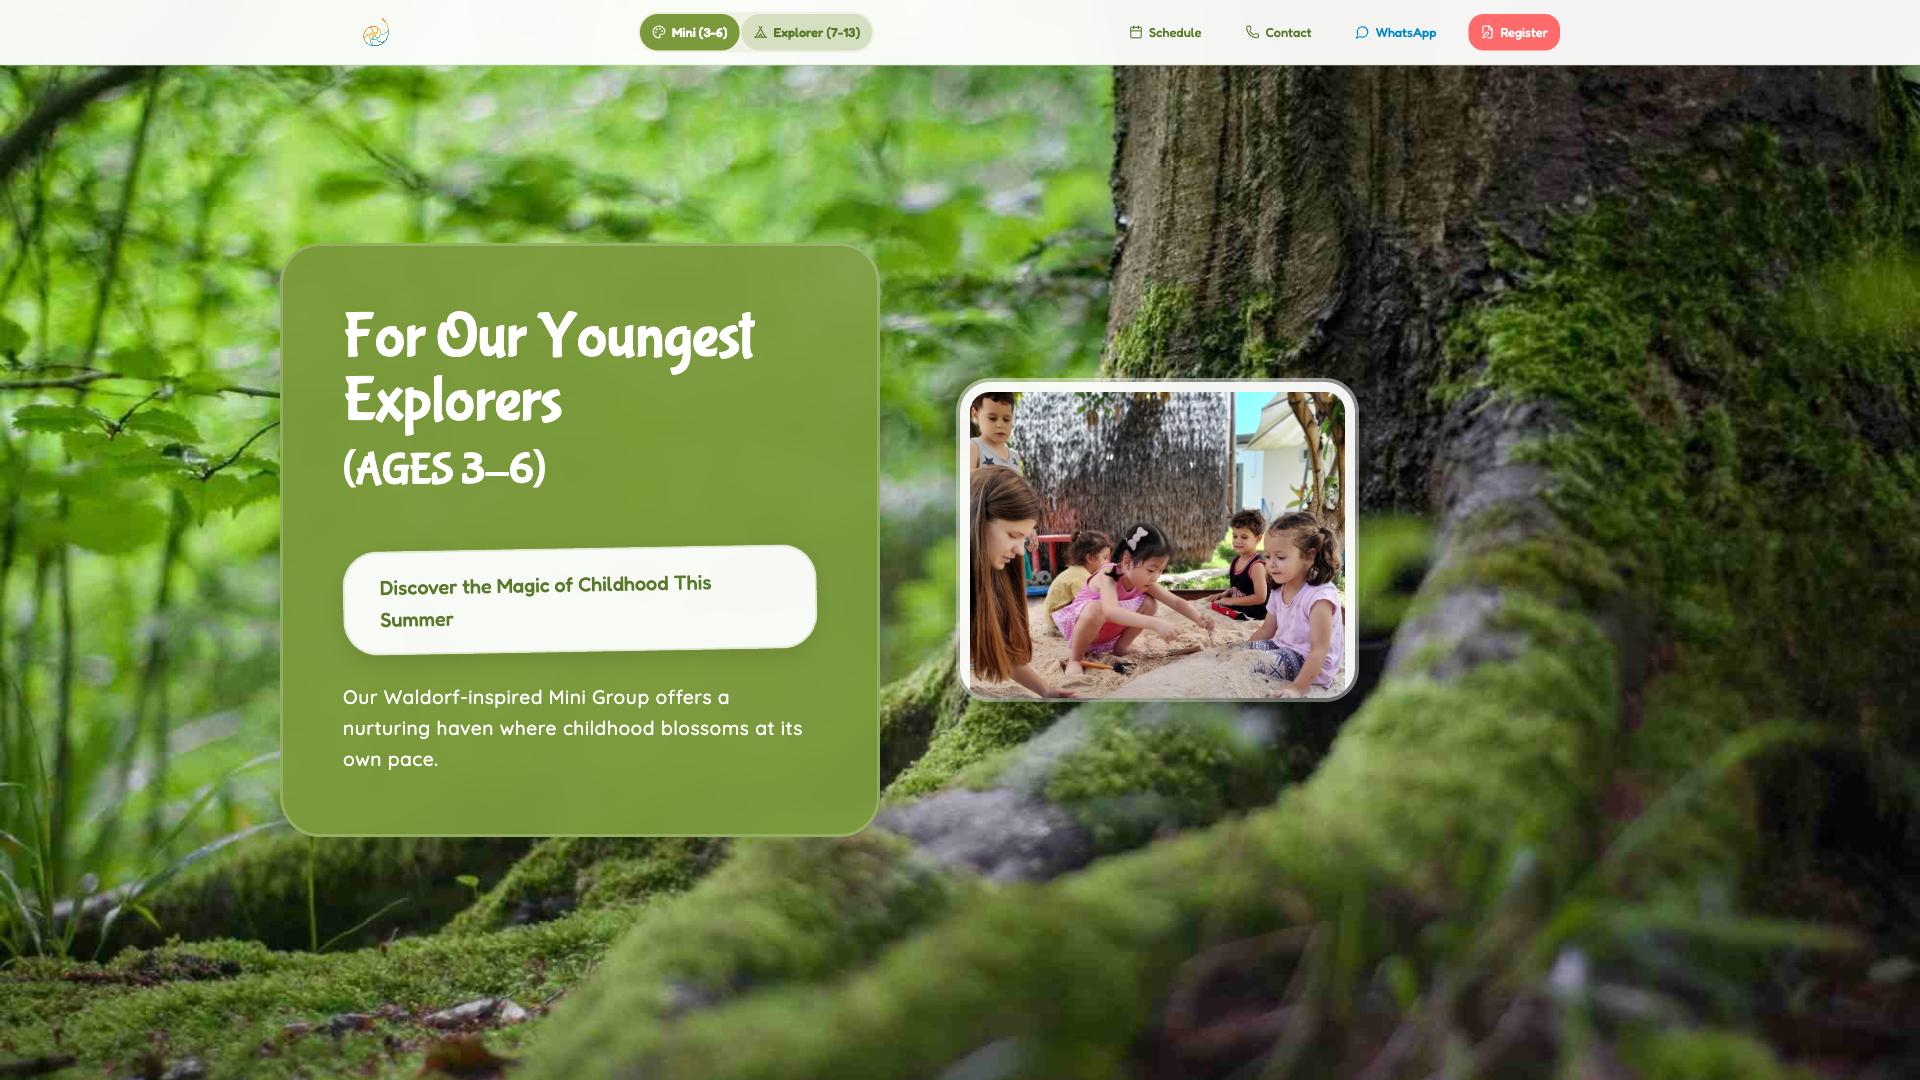 Mini (3-6)
Explorer (7-13)
Schedule
Contact
WhatsApp
Register
For Our Youngest
Explorers
(AGES 3–6)
Discover the Magic of Childhood This
Summer
Our Waldorf-inspired Mini Group offers a
nurturing haven where childhood blossoms at its
own pace.